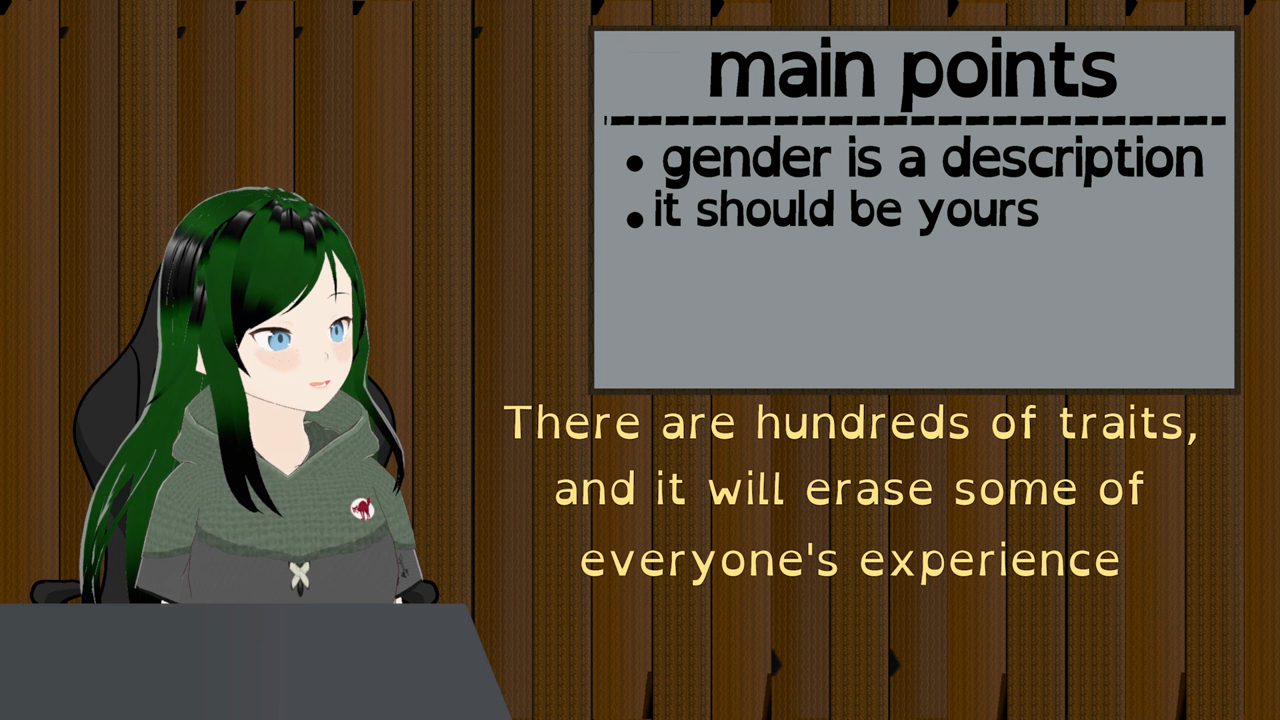 main points
• gender is a description
• it should be yours
There are hundreds of traits,
and it will erase some of
everyone's experience